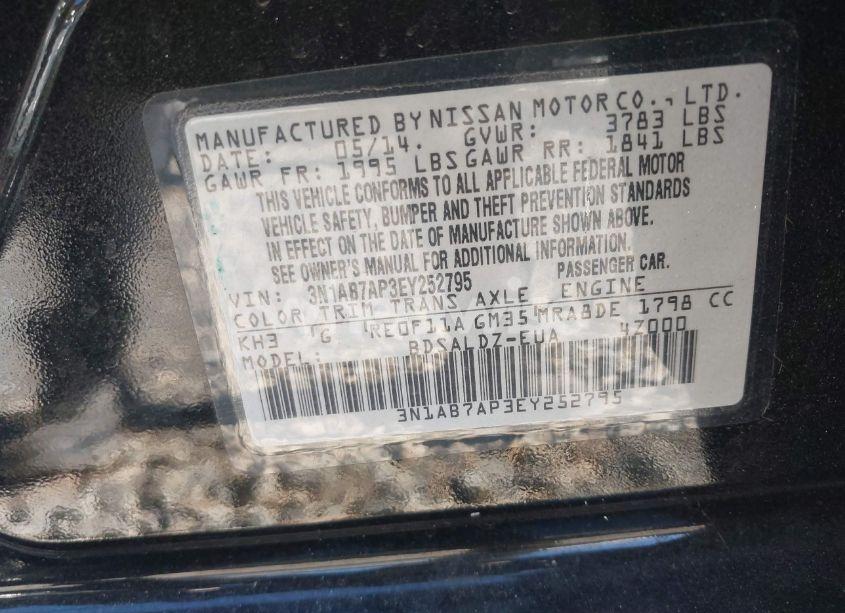 MANUFACTURED BY NISSAN MOTOR CO., LTD.
DATE: 05/14. GVWR: 3783 LBS
GAWR FR: 1995 LBS GAWR RR: 1841 LBS
THIS VEHICLE CONFORMS TO ALL APPLICABLE FEDERAL MOTOR
VEHICLE SAFETY, BUMPER AND THEFT PREVENTION STANDARDS
IN EFFECT ON THE DATE OF MANUFACTURE SHOWN ABOVE.
SEE OWNER'S MANUAL FOR ADDITIONAL INFORMATION.
VIN: 3N1AB7AP3EY252795 PASSENGER CAR.
COLOR TRIM TRANS AXLE ENGINE
KH3 G RE0F11A GM35 MRA8DE 1798 CC
MODEL: BDSALDZ-EUA 47000
3N1AB7AP3EY252795